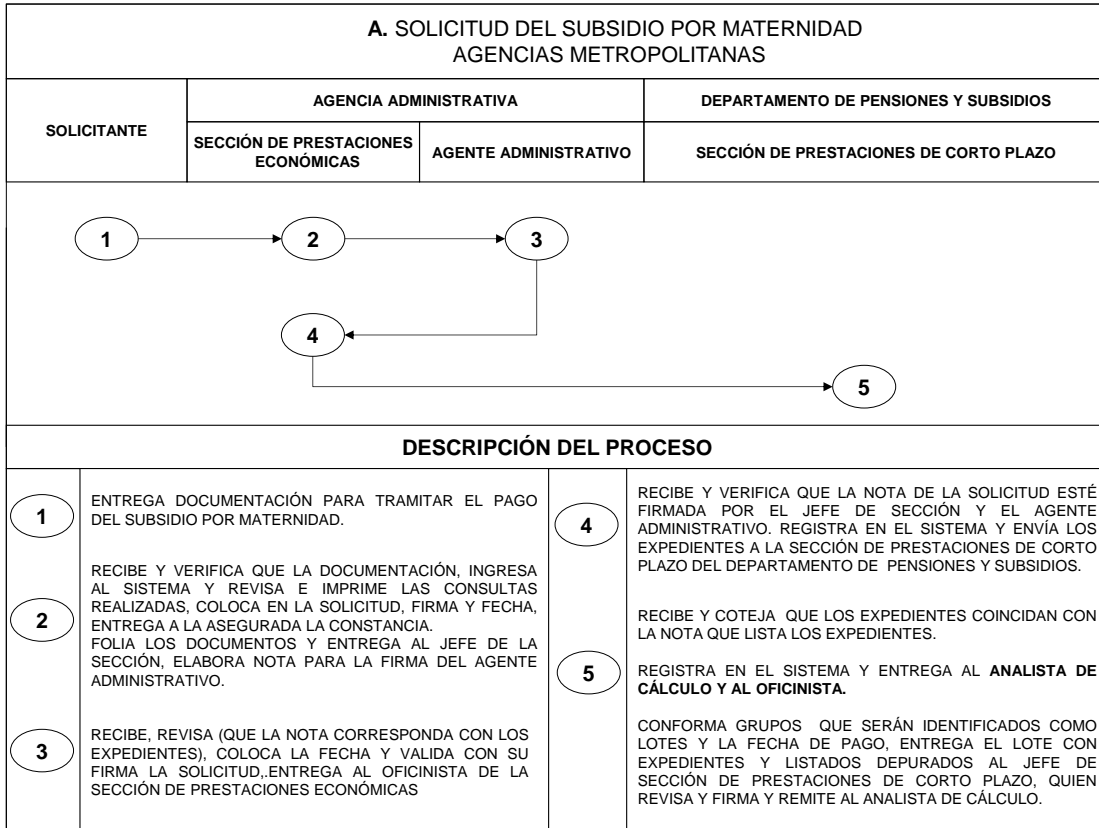 A. SOLICITUD DEL SUBSIDIO POR MATERNIDAD
AGENCIAS METROPOLITANAS
SOLICITANTE
AGENCIA ADMINISTRATIVA
DEPARTAMENTO DE PENSIONES Y SUBSIDIOS
SECCIÓN DE PRESTACIONES
ECONÓMICAS
AGENTE ADMINISTRATIVO
SECCIÓN DE PRESTACIONES DE CORTO PLAZO
1
2
3
4
5
DESCRIPCIÓN DEL PROCESO
1
ENTREGA DOCUMENTACIÓN PARA TRAMITAR EL PAGO
DEL SUBSIDIO POR MATERNIDAD.
2
RECIBE Y VERIFICA QUE LA DOCUMENTACIÓN, INGRESA
AL SISTEMA Y REVISA E IMPRIME LAS CONSULTAS
REALIZADAS, COLOCA EN LA SOLICITUD, FIRMA Y FECHA,
ENTREGA A LA ASEGURADA LA CONSTANCIA.
FOLIA LOS DOCUMENTOS Y ENTREGA AL JEFE DE LA
SECCIÓN, ELABORA NOTA PARA LA FIRMA DEL AGENTE
ADMINISTRATIVO.
3
RECIBE, REVISA (QUE LA NOTA CORRESPONDA CON LOS
EXPEDIENTES), COLOCA LA FECHA Y VALIDA CON SU
FIRMA LA SOLICITUD,.ENTREGA AL OFICINISTA DE LA
SECCIÓN DE PRESTACIONES ECONÓMICAS
4
RECIBE Y VERIFICA QUE LA NOTA DE LA SOLICITUD ESTÉ
FIRMADA POR EL JEFE DE SECCIÓN Y EL AGENTE
ADMINISTRATIVO. REGISTRA EN EL SISTEMA Y ENVÍA LOS
EXPEDIENTES A LA SECCIÓN DE PRESTACIONES DE CORTO
PLAZO DEL DEPARTAMENTO DE PENSIONES Y SUBSIDIOS.
5
RECIBE Y COTEJA QUE LOS EXPEDIENTES COINCIDAN CON
LA NOTA QUE LISTA LOS EXPEDIENTES.
REGISTRA EN EL SISTEMA Y ENTREGA AL ANALISTA DE
CÁLCULO Y AL OFICINISTA.
CONFORMA GRUPOS QUE SERÁN IDENTIFICADOS COMO
LOTES Y LA FECHA DE PAGO, ENTREGA EL LOTE CON
EXPEDIENTES Y LISTADOS DEPURADOS AL JEFE DE
SECCIÓN DE PRESTACIONES DE CORTO PLAZO, QUIEN
REVISA Y FIRMA Y REMITE AL ANALISTA DE CÁLCULO.